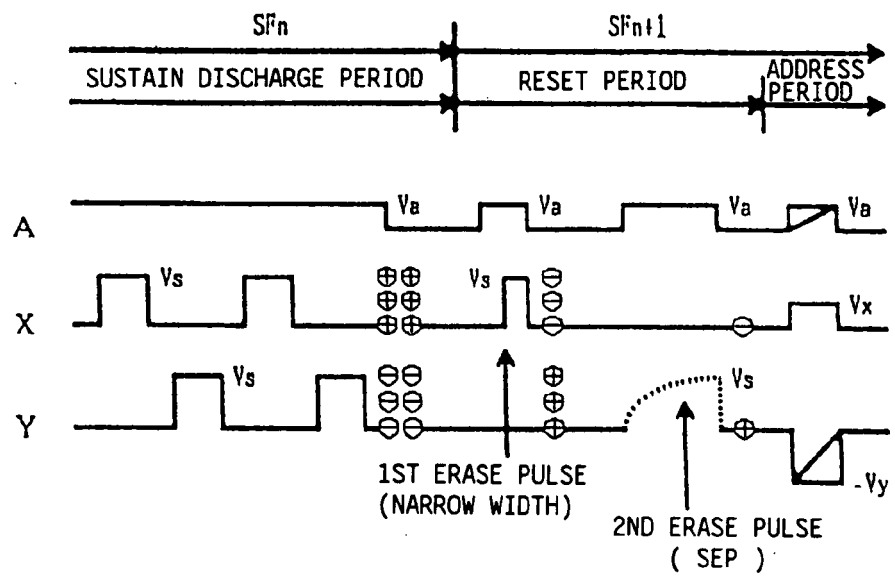 SFn SFn+1
SUSTAIN DISCHARGE PERIOD RESET PERIOD ADDRESS PERIOD
A Va Va Va Va
X Vs Vs Vx
Y Vs Vs -Vy
1ST ERASE PULSE
(NARROW WIDTH)
2ND ERASE PULSE
( SEP )